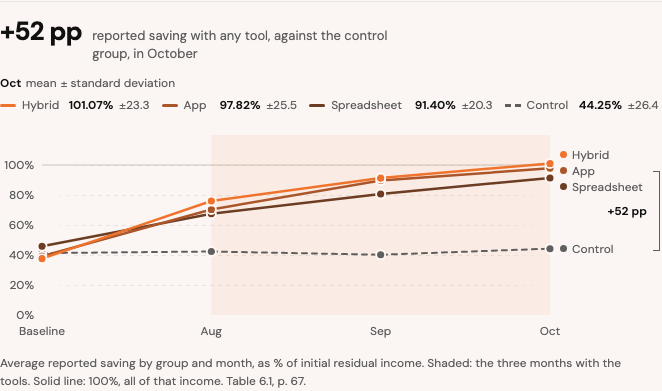 +52 pp reported saving with any tool, against the control
group, in October
Oct mean ± standard deviation
Hybrid 101.07% ±23.3 App 97.82% ±25.5 Spreadsheet 91.40% ±20.3 Control 44.25% ±26.4
100%
80%
60%
40%
20%
0%
Hybrid
App
Spreadsheet
+52 pp
Control
Baseline Aug Sep Oct
Average reported saving by group and month, as % of initial residual income. Shaded: the three months with the
tools. Solid line: 100%, all of that income. Table 6.1, p. 67.